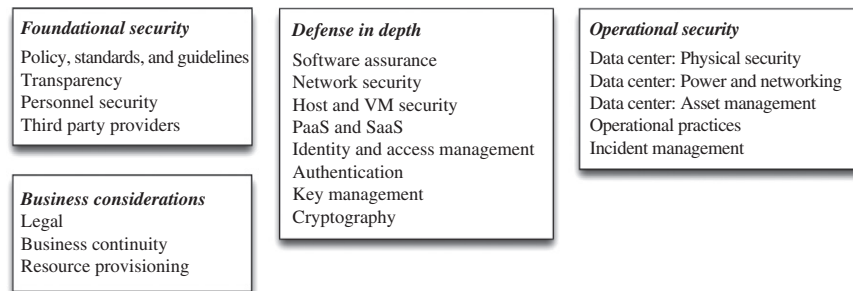 Foundational security
Policy, standards, and guidelines
Transparency
Personnel security
Third party providers
Business considerations
Legal
Business continuity
Resource provisioning
Defense in depth
Software assurance
Network security
Host and VM security
PaaS and SaaS
Identity and access management
Authentication
Key management
Cryptography
Operational security
Data center: Physical security
Data center: Power and networking
Data center: Asset management
Operational practices
Incident management